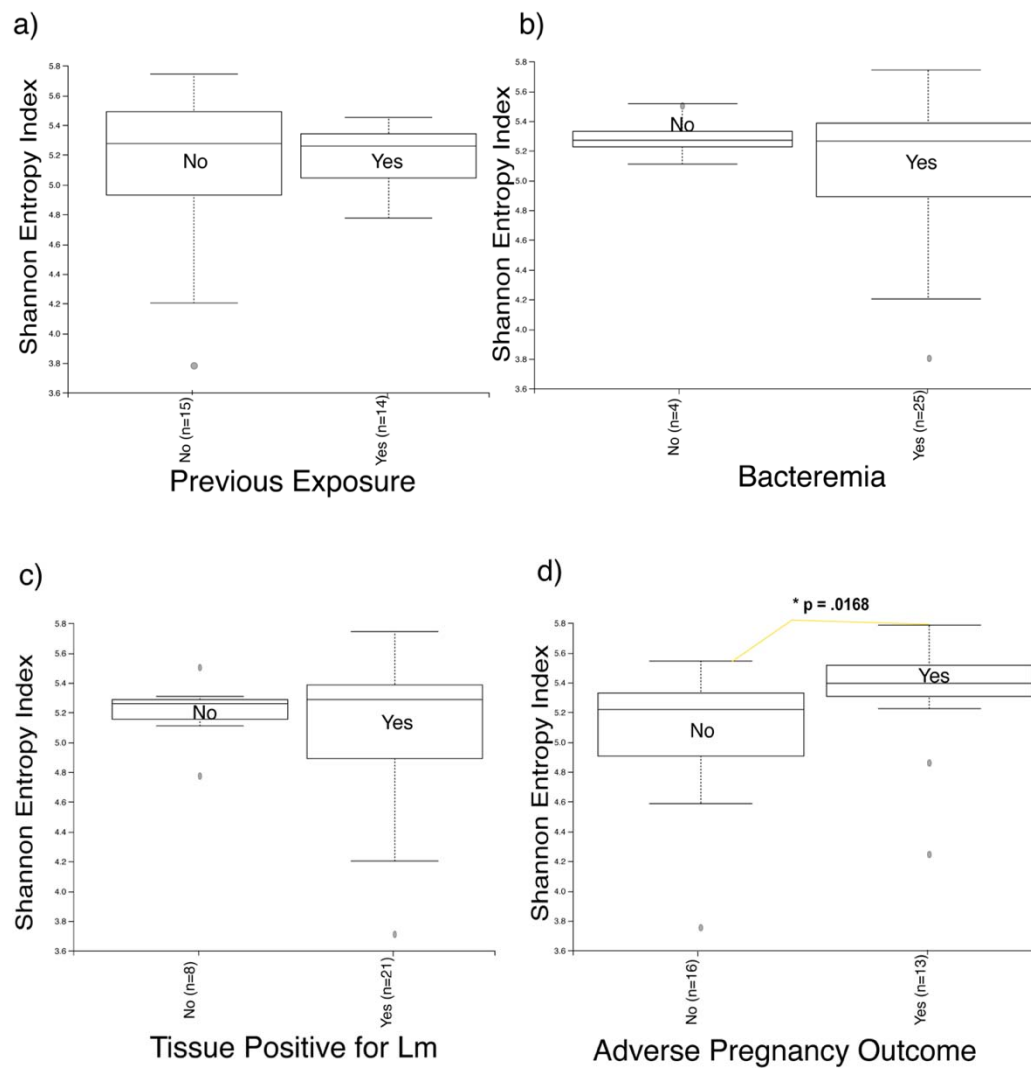 a)
Shannon Entropy Index
5.8
5.6
5.4
5.2
5.0
4.8
4.6
4.4
4.2
4.0
3.8
3.6
No
Yes
No (n=15)
Yes (n=14)
Previous Exposure
b)
Shannon Entropy Index
5.8
5.6
5.4
5.2
5.0
4.8
4.6
4.4
4.2
4.0
3.8
3.6
No
Yes
No (n=4)
Yes (n=25)
Bacteremia
c)
Shannon Entropy Index
5.8
5.6
5.4
5.2
5.0
4.8
4.6
4.4
4.2
4.0
3.8
3.6
No
Yes
No (n=8)
Yes (n=21)
Tissue Positive for Lm
d)
* p = .0168
Shannon Entropy Index
5.8
5.6
5.4
5.2
5.0
4.8
4.6
4.4
4.2
4.0
3.8
3.6
No
Yes
No (n=16)
Yes (n=13)
Adverse Pregnancy Outcome